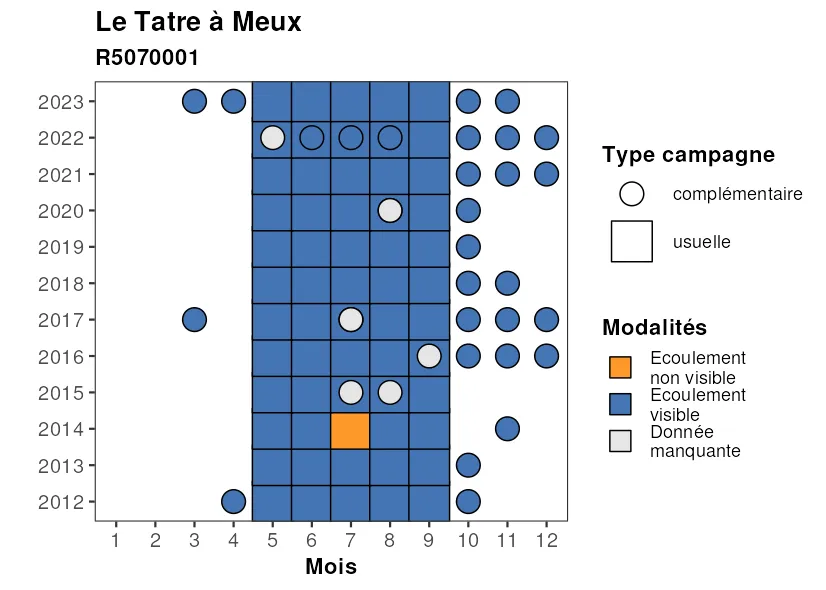 Le Tatre à Meux
R5070001
2023
2022
2021
2020
2019
2018
2017
2016
2015
2014
2013
2012
1 2 3 4 5 6 7 8 9 10 11 12
Mois
Type campagne
complémentaire
usuelle
Modalités
Ecoulement
non visible
Ecoulement
visible
Donnée
manquante